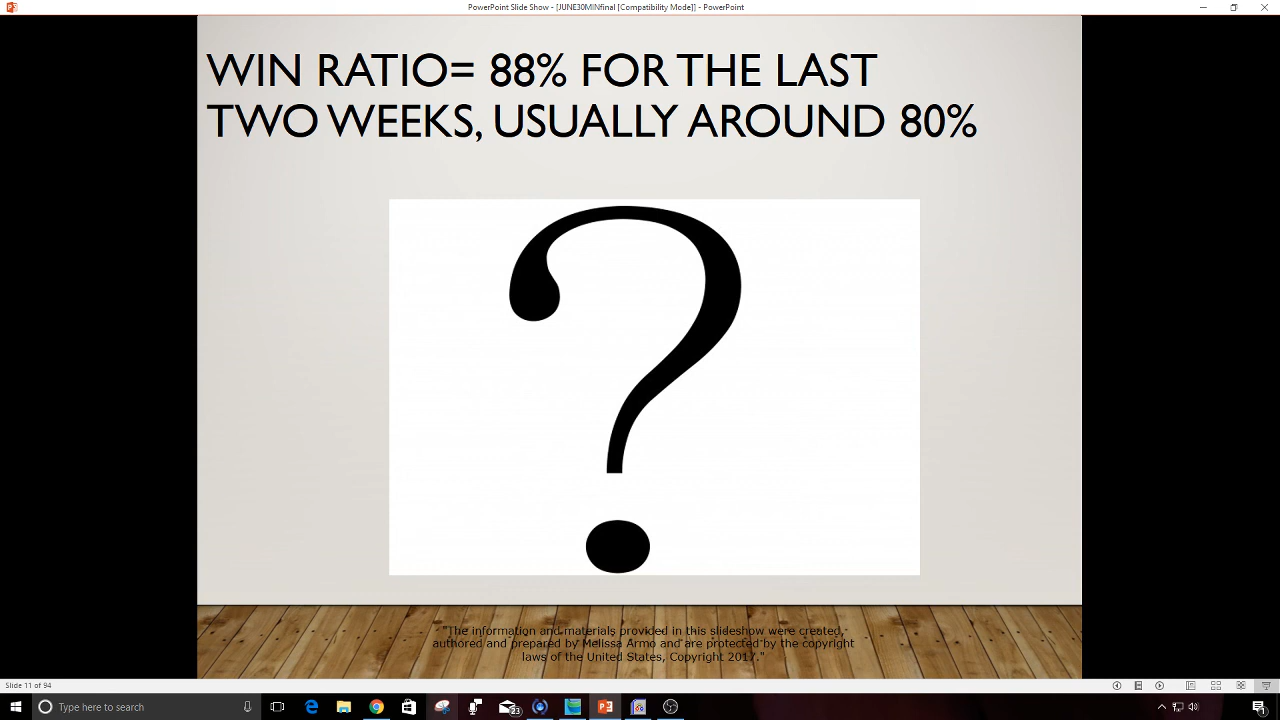 PowerPoint Slide Show - [JUNE30MINfinal [Compatibility Mode]] - PowerPoint
WIN RATIO= 88% FOR THE LAST
TWO WEEKS, USUALLY AROUND 80%
?
"The information and materials provided in this slideshow were created,
authored and prepared by Melissa Armo and are protected by the copyright
laws of the United States, Copyright 2017."
Slide 11 of 94
Type here to search
23